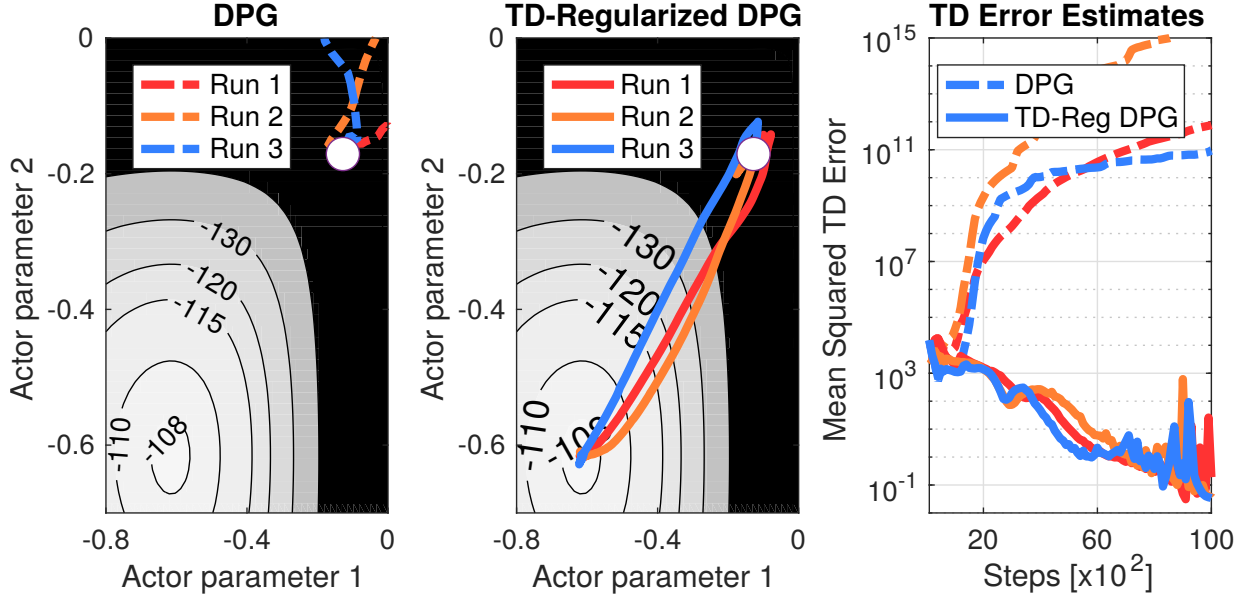 DPG
0
-0.2
-0.4
-0.6
Actor parameter 2
Run 1
Run 2
Run 3
-130
-120
-115
-110
-108
-0.8
-0.4
0
Actor parameter 1
TD-Regularized DPG
0
-0.2
-0.4
-0.6
Actor parameter 2
Run 1
Run 2
Run 3
-130
-120
-115
-110
-108
-0.8
-0.4
0
Actor parameter 1
TD Error Estimates
10^15
10^11
10^7
10^3
10^-1
Mean Squared TD Error
DPG
TD-Reg DPG
20
60
100
Steps [x10^2]